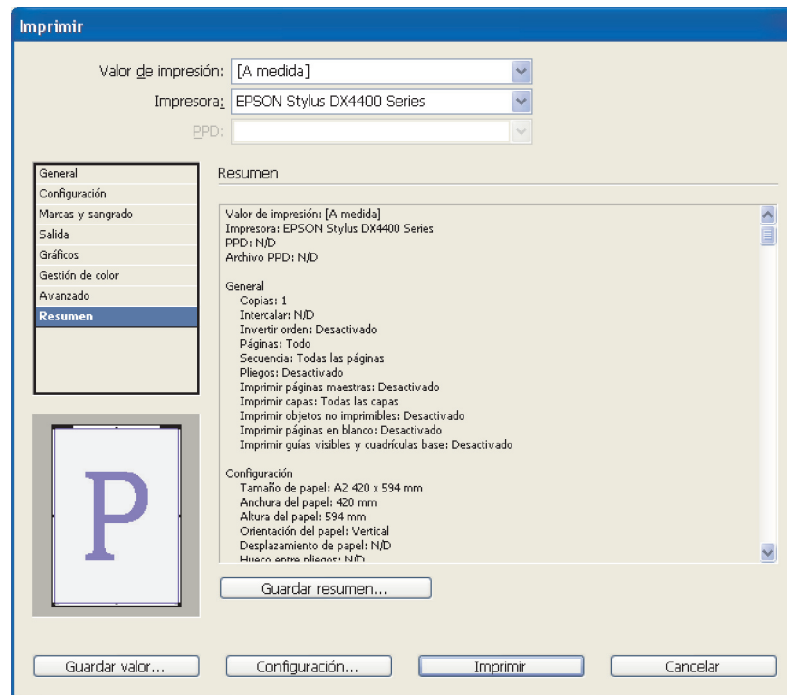 Imprimir
Valor de impresión: [A medida]
Impresora: EPSON Stylus DX4400 Series
PPD:
General
Configuración
Marcas y sangrado
Salida
Gráficos
Gestión de color
Avanzado
Resumen
Resumen
Valor de impresión: [A medida]
Impresora: EPSON Stylus DX4400 Series
PPD: N/D
Archivo PPD: N/D
General
Copias: 1
Intercalar: N/D
Invertir orden: Desactivado
Páginas: Todo
Secuencia: Todas las páginas
Pliegos: Desactivado
Imprimir páginas maestras: Desactivado
Imprimir capas: Todas las capas
Imprimir objetos no imprimibles: Desactivado
Imprimir páginas en blanco: Desactivado
Imprimir guías visibles y cuadrículas base: Desactivado
Configuración
Tamaño de papel: A2 420 x 594 mm
Anchura del papel: 420 mm
Altura del papel: 594 mm
Orientación del papel: Vertical
Desplazamiento de papel: N/D
Hueco entre pliegos: N/D
P
Guardar resumen...
Guardar valor...
Configuración...
Imprimir
Cancelar